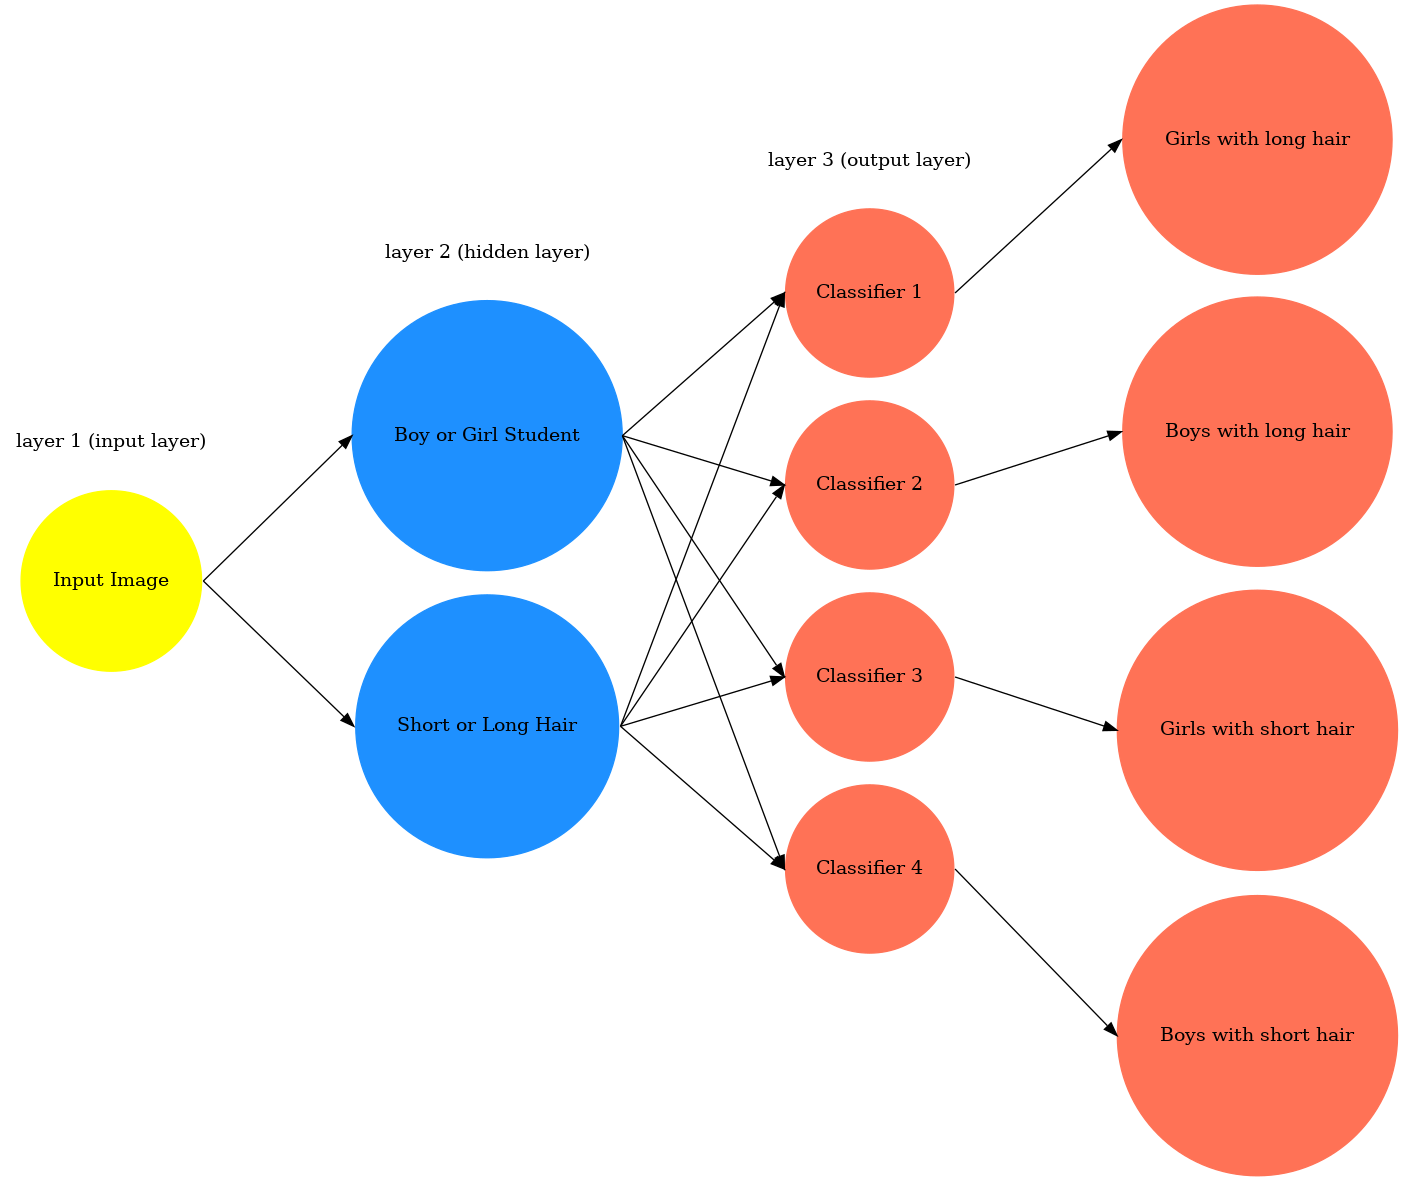 layer 1 (input layer)
Input Image
layer 2 (hidden layer)
Boy or Girl Student
Short or Long Hair
layer 3 (output layer)
Classifier 1
Classifier 2
Classifier 3
Classifier 4
Girls with long hair
Boys with long hair
Girls with short hair
Boys with short hair